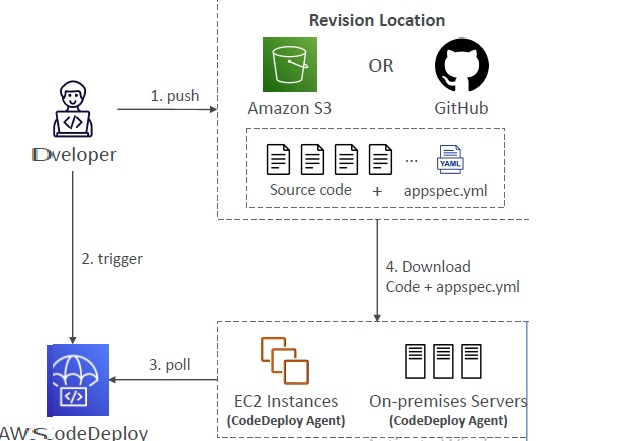 Revision Location
OR
Amazon S3
GitHub
1. push
</>
Dveloper
YAML
...
Source code + appspec.yml
2. trigger
4. Download
Code + appspec.yml
3. poll
</>
EC2 Instances
(CodeDeploy Agent)
On-premises Servers
(CodeDeploy Agent)
AWS CodeDeploy